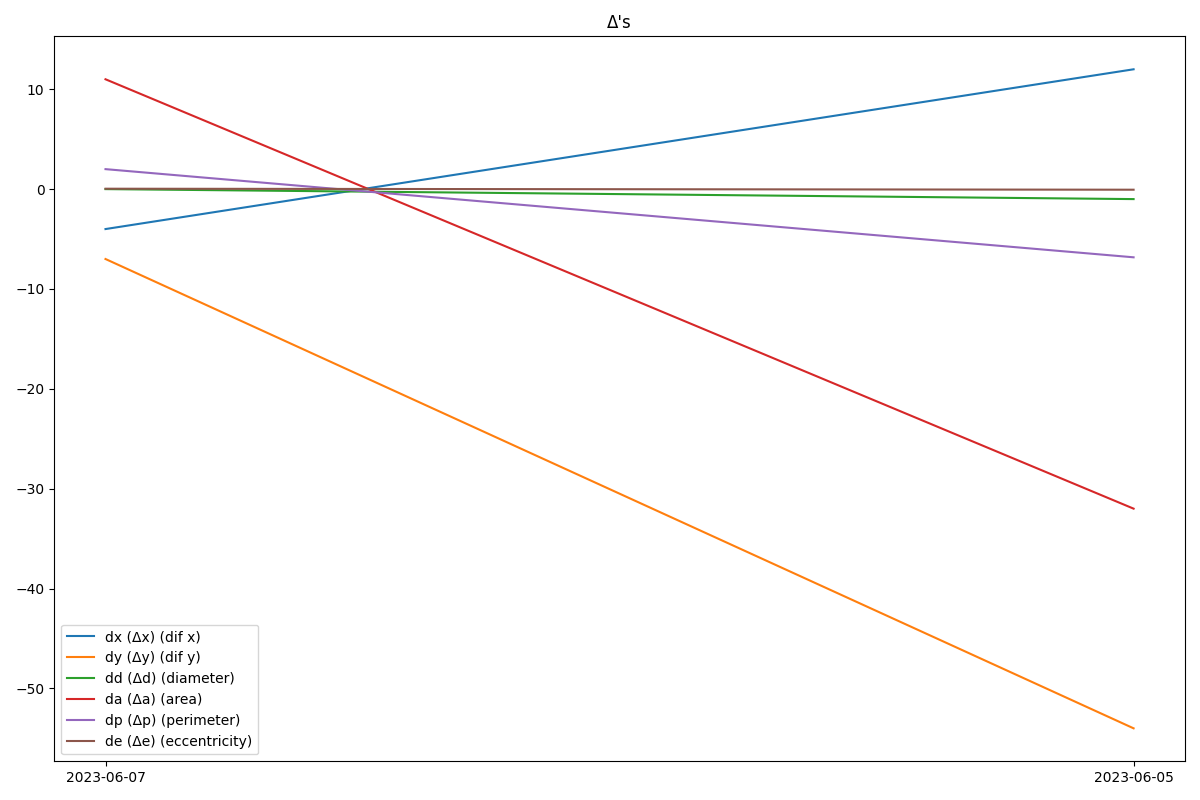 Δ's
10
0
−10
−20
−30
−40
−50
dx (Δx) (dif x)
dy (Δy) (dif y)
dd (Δd) (diameter)
da (Δa) (area)
dp (Δp) (perimeter)
de (Δe) (eccentricity)
2023-06-07 2023-06-05